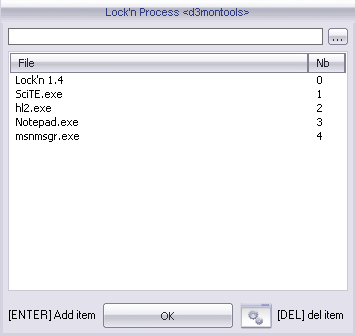 Lock'n Process <d3montools>
...
File Nb
Lock'n 1.4 0
SciTE.exe 1
hl2.exe 2
Notepad.exe 3
msnmsgr.exe 4
[ENTER] Add item OK [DEL] del item